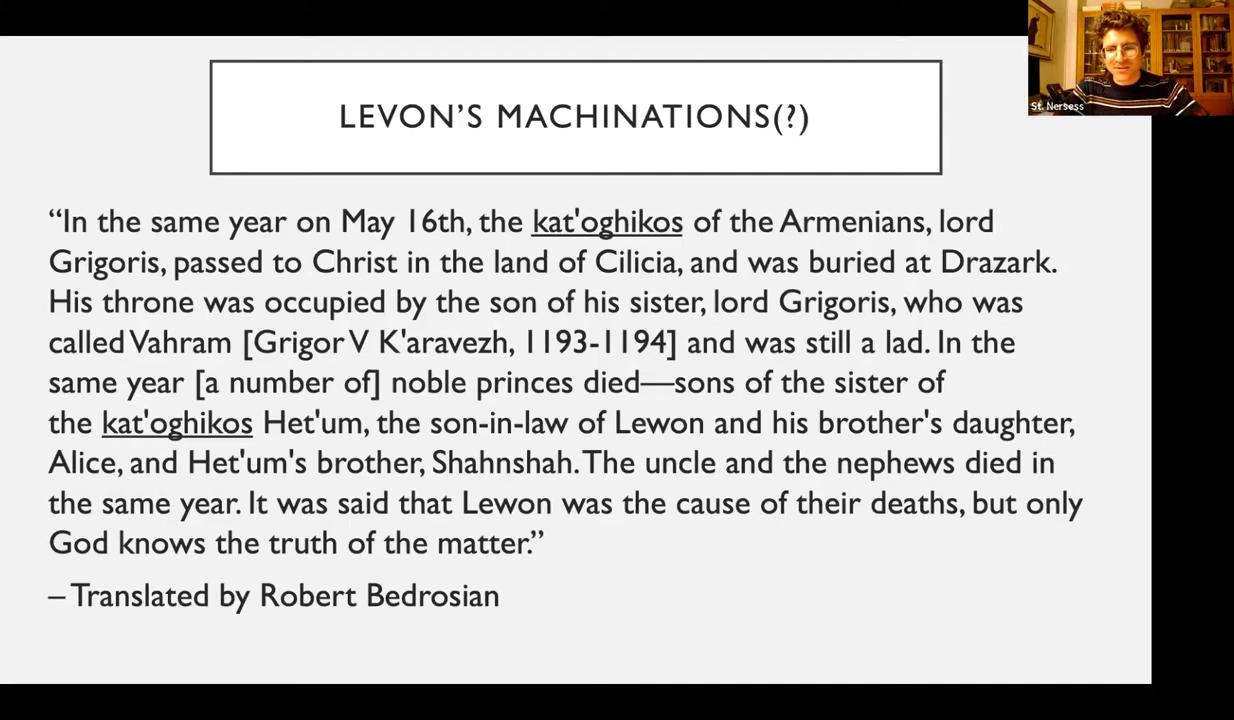 LEVON'S MACHINATIONS(?)
St. Nersess
“In the same year on May 16th, the kat'oghikos of the Armenians, lord
Grigoris, passed to Christ in the land of Cilicia, and was buried at Drazark.
His throne was occupied by the son of his sister, lord Grigoris, who was
called Vahram [Grigor V K'aravezh, 1193-1194] and was still a lad. In the
same year [a number of] noble princes died—sons of the sister of
the kat'oghikos Het'um, the son-in-law of Lewon and his brother's daughter,
Alice, and Het'um's brother, Shahnshah. The uncle and the nephews died in
the same year. It was said that Lewon was the cause of their deaths, but only
God knows the truth of the matter.”
– Translated by Robert Bedrosian